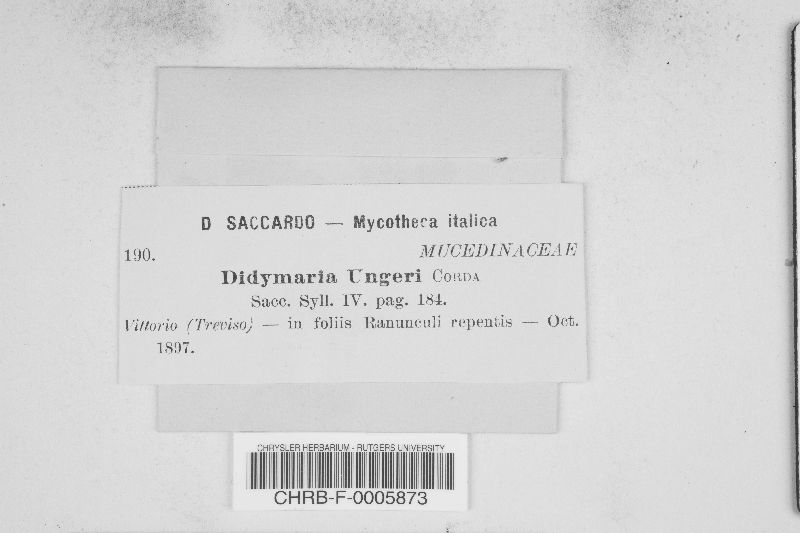 D SACCARDO — Mycotheca italica
190. MUCEDINACEAE
Didymaria Ungeri CORDA
Sacc. Syll. IV. pag. 184.
Vittorio (Treviso) — in foliis Ranunculi repentis — Oct.
1897.
CHRYSLER HERBARIUM - RUTGERS UNIVERSITY
CHRB-F-0005873